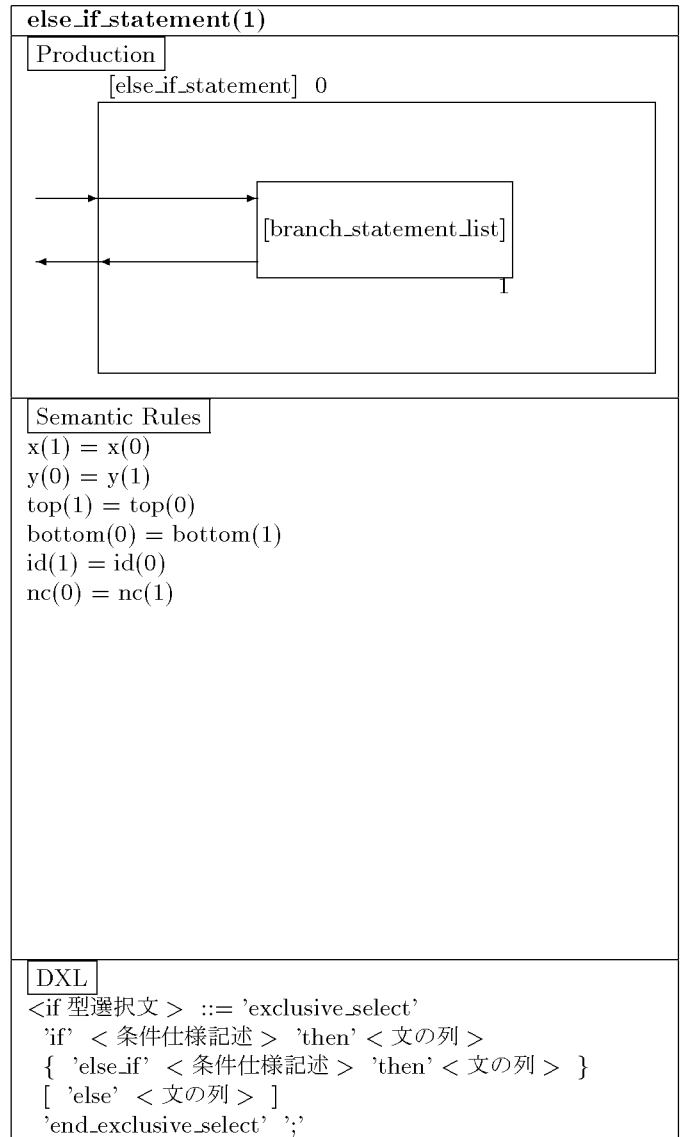 else_if_statement(1)
Production
[else_if_statement] 0
[branch_statement_list]
1
Semantic Rules
x(1) = x(0)
y(0) = y(1)
top(1) = top(0)
bottom(0) = bottom(1)
id(1) = id(0)
nc(0) = nc(1)
DXL
<if 型選択文 > ::= ’exclusive_select’
’if’ < 条件仕様記述 > ’then’ < 文の列 >
{ ’else_if’ < 条件仕様記述 > ’then’ < 文の列 > }
[ ’else’ < 文の列 > ]
’end_exclusive_select’ ’;’